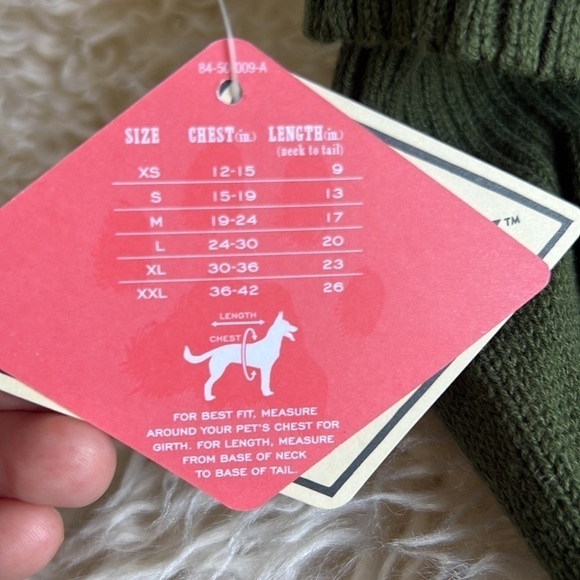 84-50009-A
SIZE CHEST(in.) LENGTH(in.)
(neck to tail)
XS 12-15 9
S 15-19 13
M 19-24 17
L 24-30 20
XL 30-36 23
XXL 36-42 26
LENGTH
CHEST
FOR BEST FIT, MEASURE
AROUND YOUR PET'S CHEST FOR
GIRTH. FOR LENGTH, MEASURE
FROM BASE OF NECK
TO BASE OF TAIL.
TM